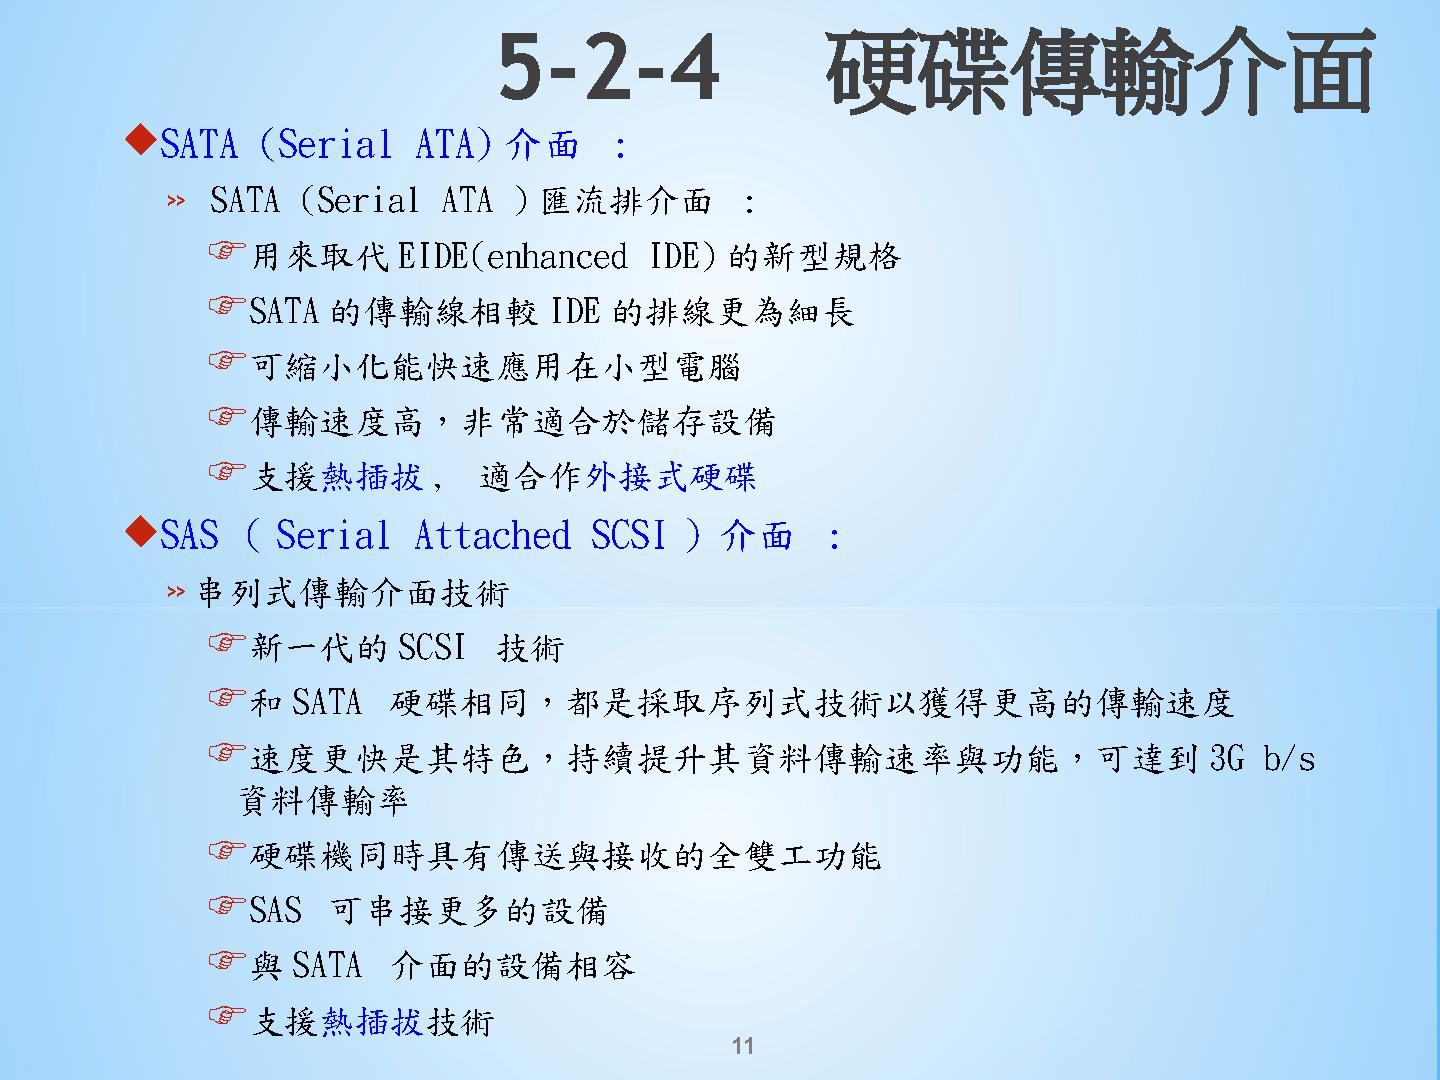 5-2-4 硬碟傳輸介面
SATA (Serial ATA)介面 :
» SATA (Serial ATA )匯流排介面 :
用來取代EIDE(enhanced IDE)的新型規格
SATA的傳輸線相較IDE的排線更為細長
可縮小化能快速應用在小型電腦
傳輸速度高，非常適合於儲存設備
支援熱插拔, 適合作外接式硬碟
SAS ( Serial Attached SCSI ) 介面 :
»串列式傳輸介面技術
新一代的SCSI 技術
和SATA 硬碟相同，都是採取序列式技術以獲得更高的傳輸速度
速度更快是其特色，持續提升其資料傳輸速率與功能，可達到3G b/s
資料傳輸率
硬碟機同時具有傳送與接收的全雙工功能
SAS 可串接更多的設備
與SATA 介面的設備相容
支援熱插拔技術
11